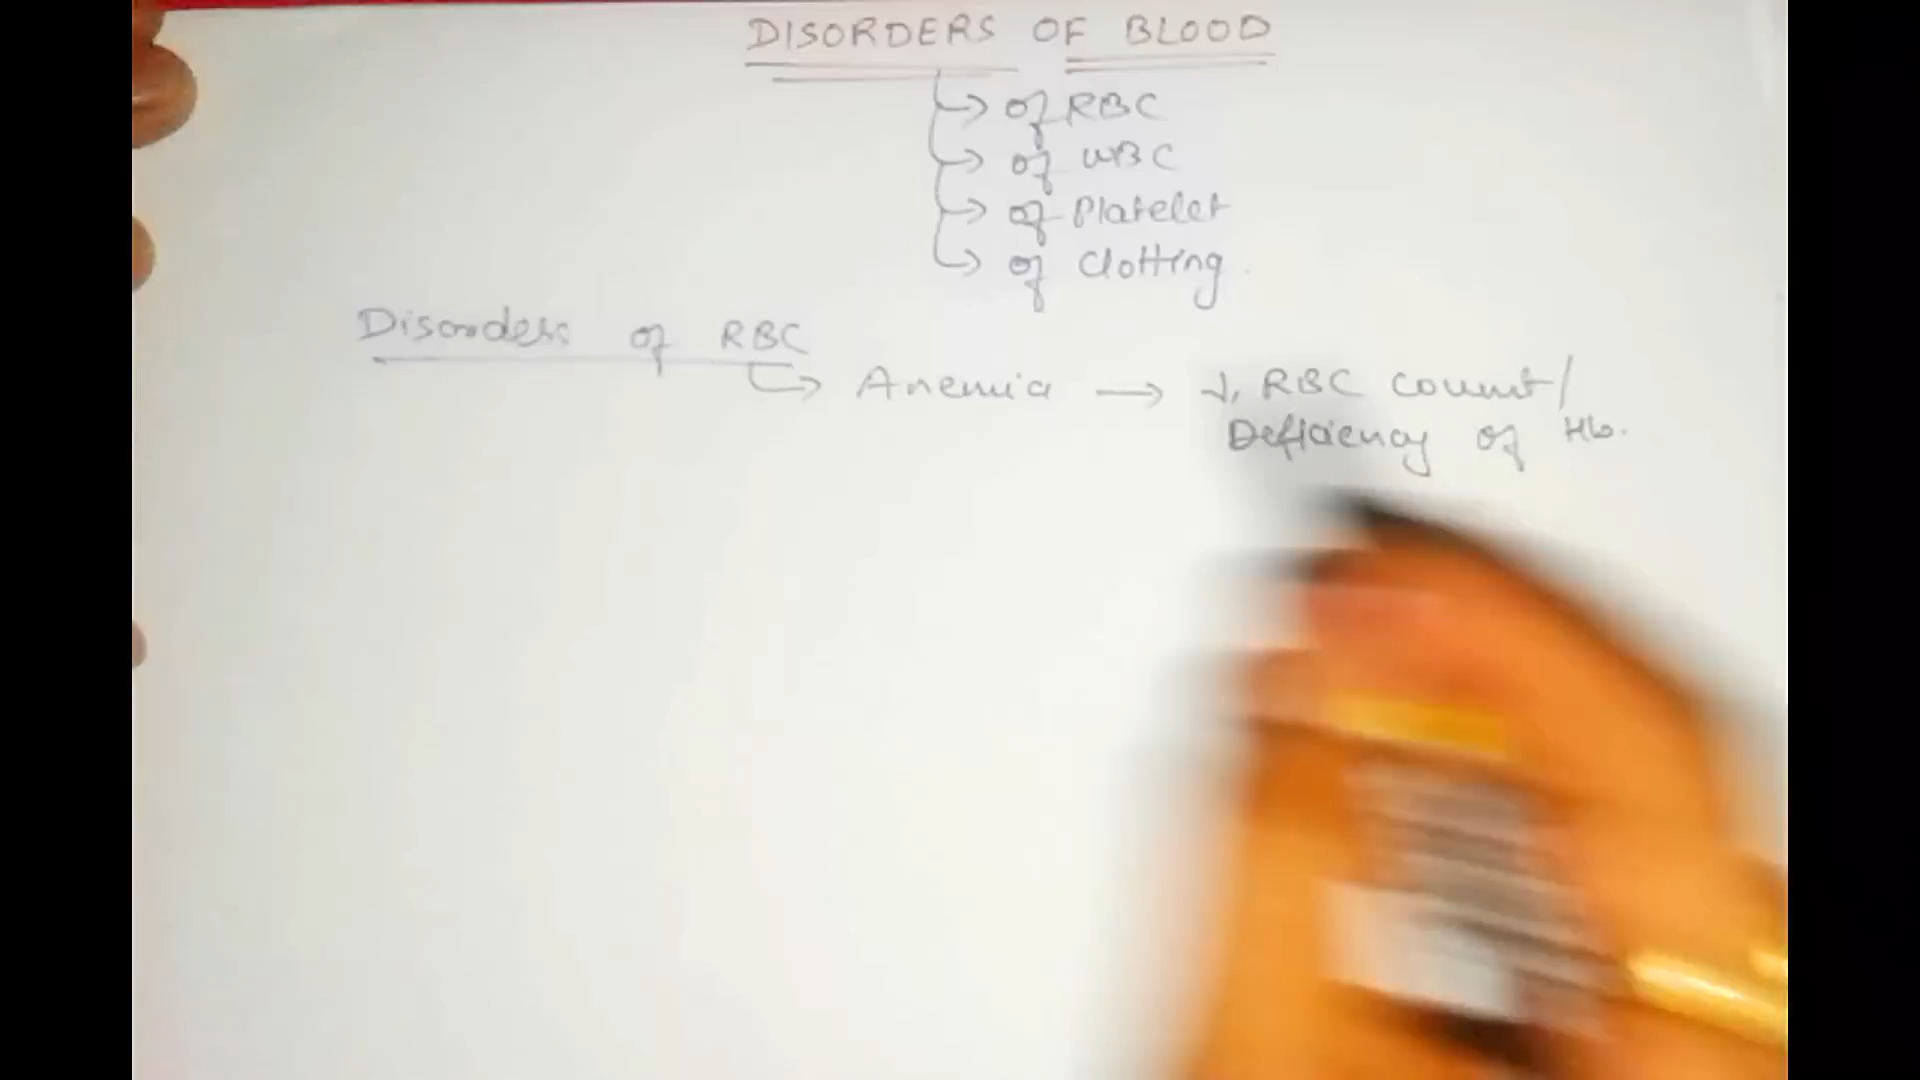 DISORDERS OF BLOOD
→ of RBC
→ of WBC
→ of Platelet
→ of Clotting
Disorders of RBC
→ Anemia → ↓ RBC count/
Deficiency of Hb.